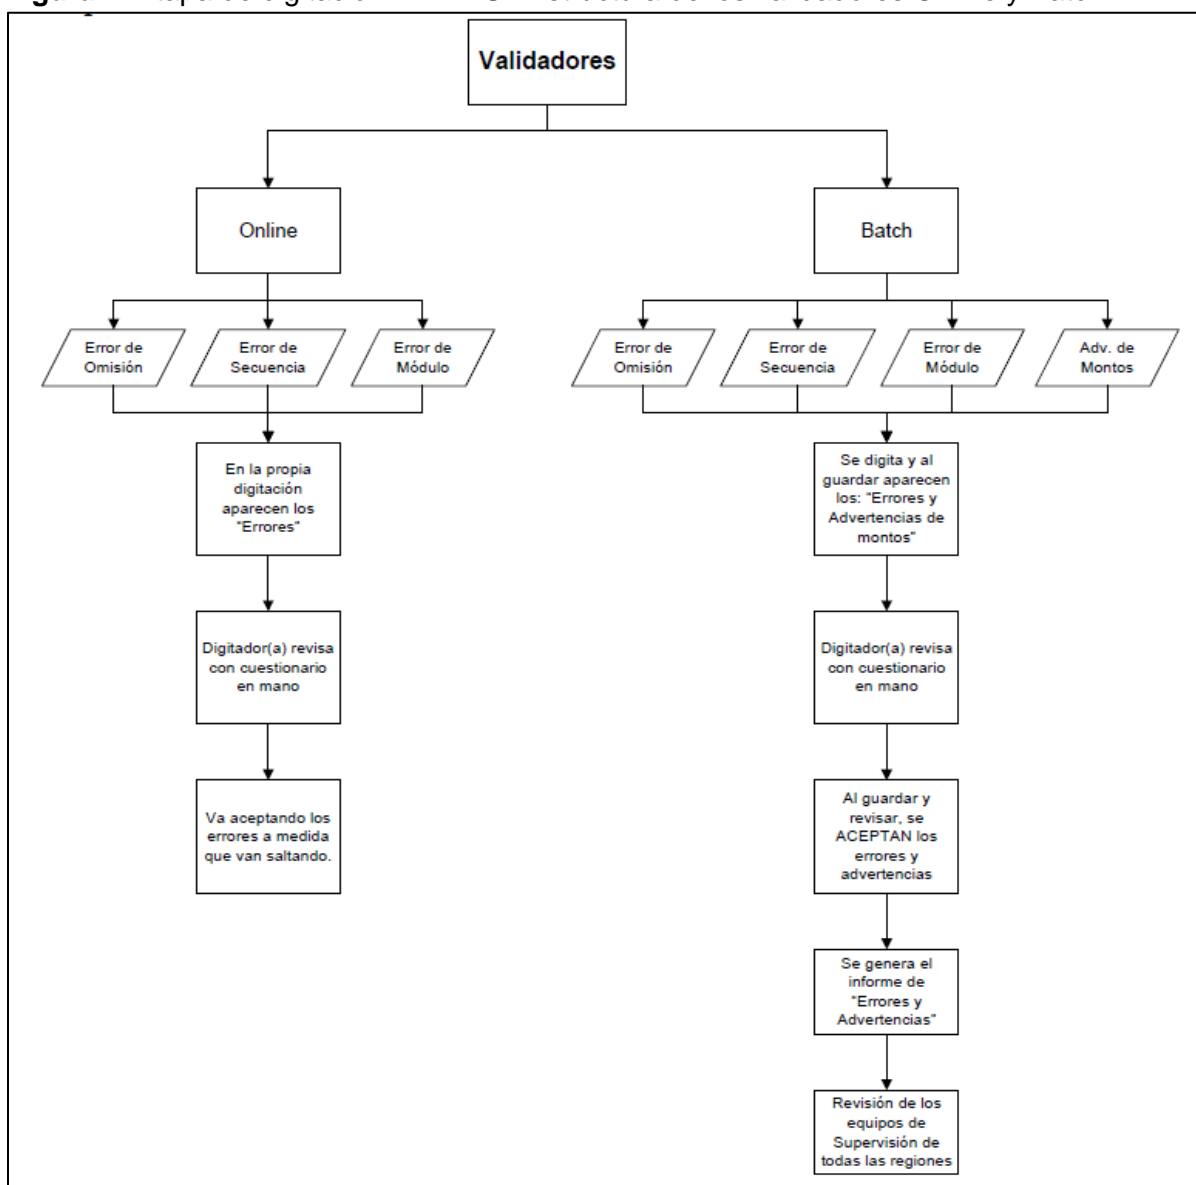 Validadores
Online
Batch
Error de
Omisión
Error de
Secuencia
Error de
Módulo
Error de
Omisión
Error de
Secuencia
Error de
Módulo
Adv. de
Montos
En la propia
digitación
aparecen los
"Errores"
Se digita y al
guardar aparecen
los: "Errores y
Advertencias de
montos"
Digitador(a) revisa
con cuestionario
en mano
Digitador(a) revisa
con cuestionario
en mano
Va aceptando los
errores a medida
que van saltando.
Al guardar y
revisar, se
ACEPTAN los
errores y
advertencias
Se genera el
informe de
"Errores y
Advertencias"
Revisión de los
equipos de
Supervisión de
todas las regiones